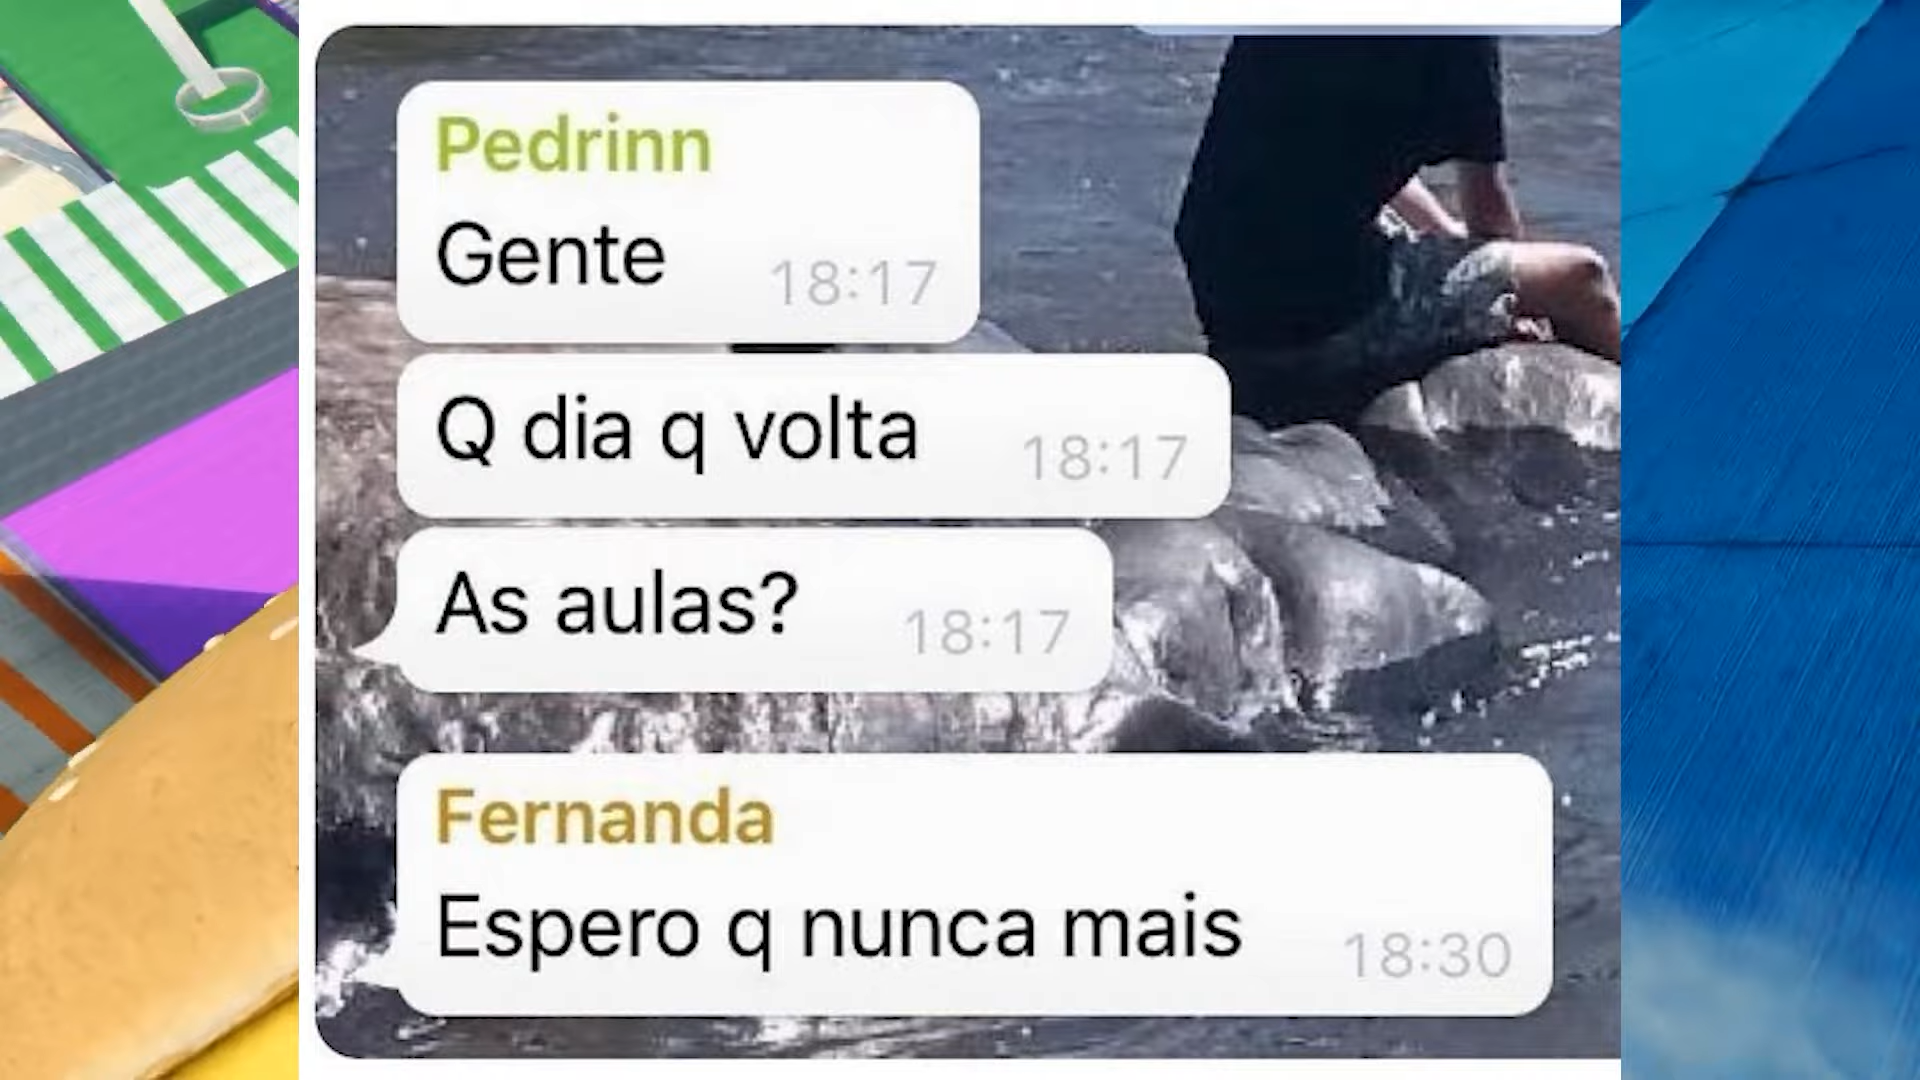 Pedrinn
Gente 18:17
Q dia q volta 18:17
As aulas? 18:17
Fernanda
Espero q nunca mais 18:30